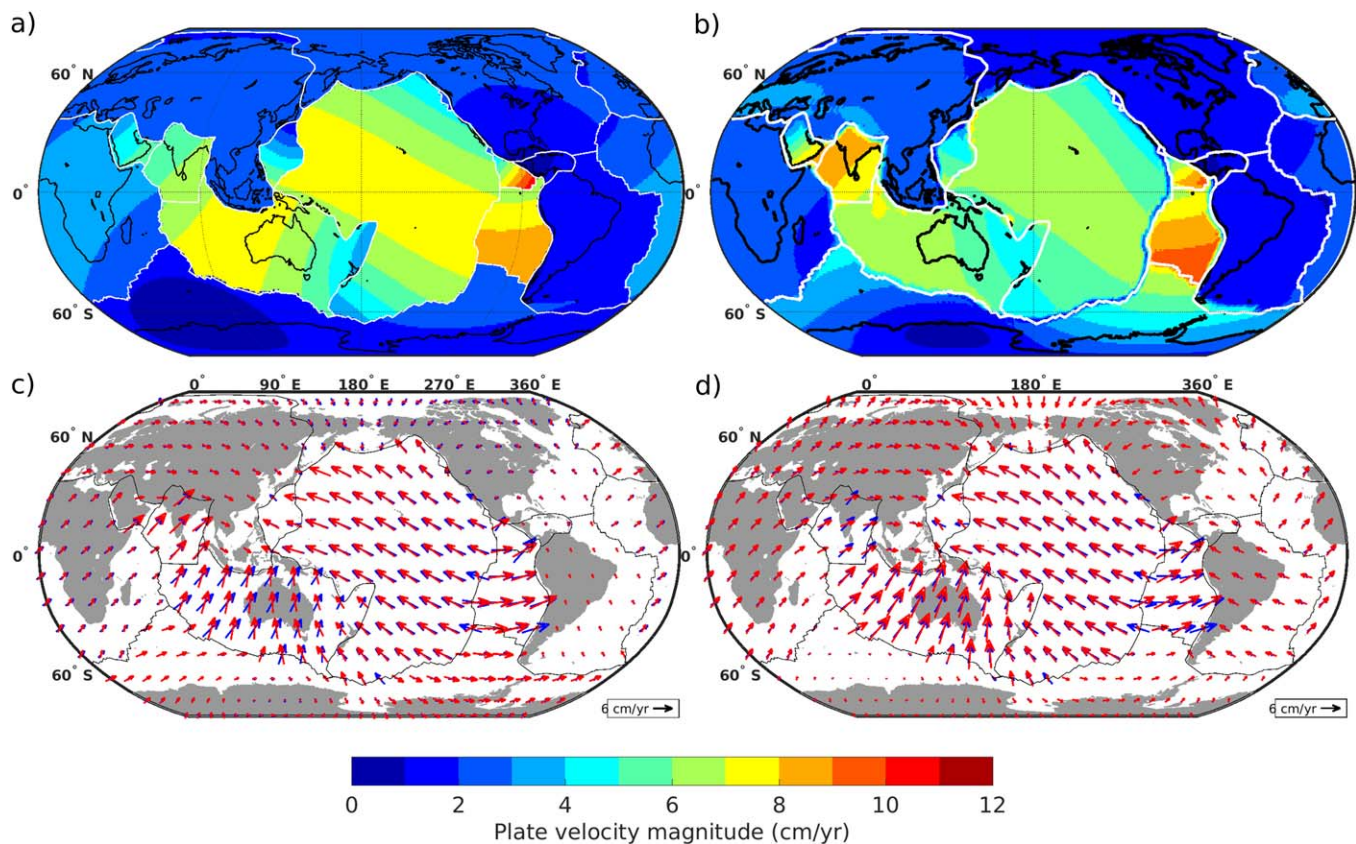 a)
b)
60° N
0°
60° S
60° N
0°
60° S
c)
d)
0° 90° E 180° E 270° E 360° E
0° 180° E 360° E
60° N
0°
60° S
60° N
0°
60° S
6 cm/yr
6 cm/yr
0 2 4 6 8 10 12
Plate velocity magnitude (cm/yr)